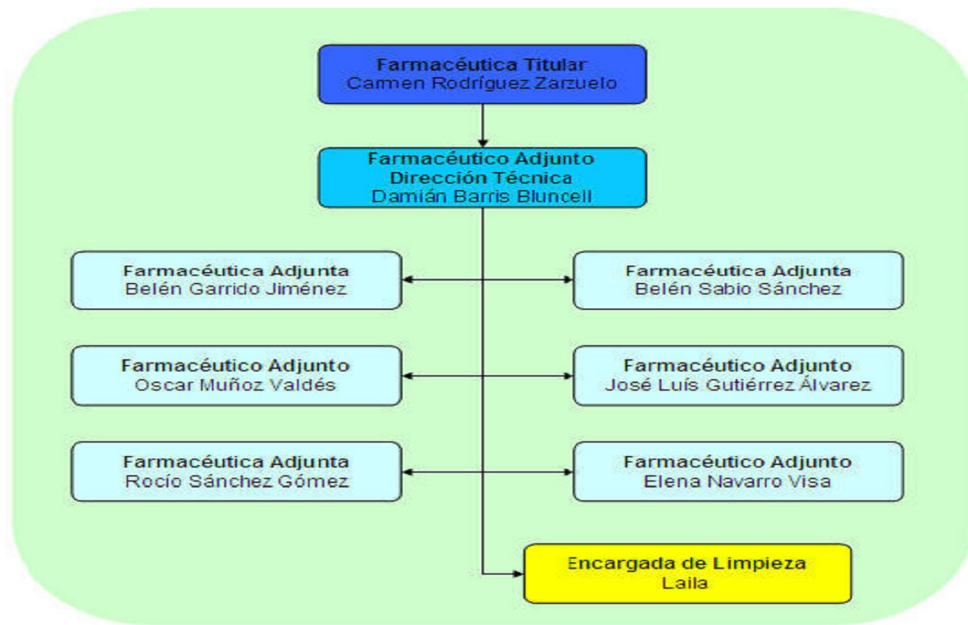 Farmacéutica Titular
Carmen Rodríguez Zarzuelo
Farmacéutico Adjunto
Dirección Técnica
Damián Barris Bluncell
Farmacéutica Adjunta
Belén Garrido Jiménez
Farmacéutica Adjunta
Belén Sabio Sánchez
Farmacéutico Adjunto
Oscar Muñoz Valdés
Farmacéutico Adjunto
José Luís Gutiérrez Álvarez
Farmacéutica Adjunta
Rocío Sánchez Gómez
Farmacéutico Adjunto
Elena Navarro Visa
Encargada de Limpieza
Laila